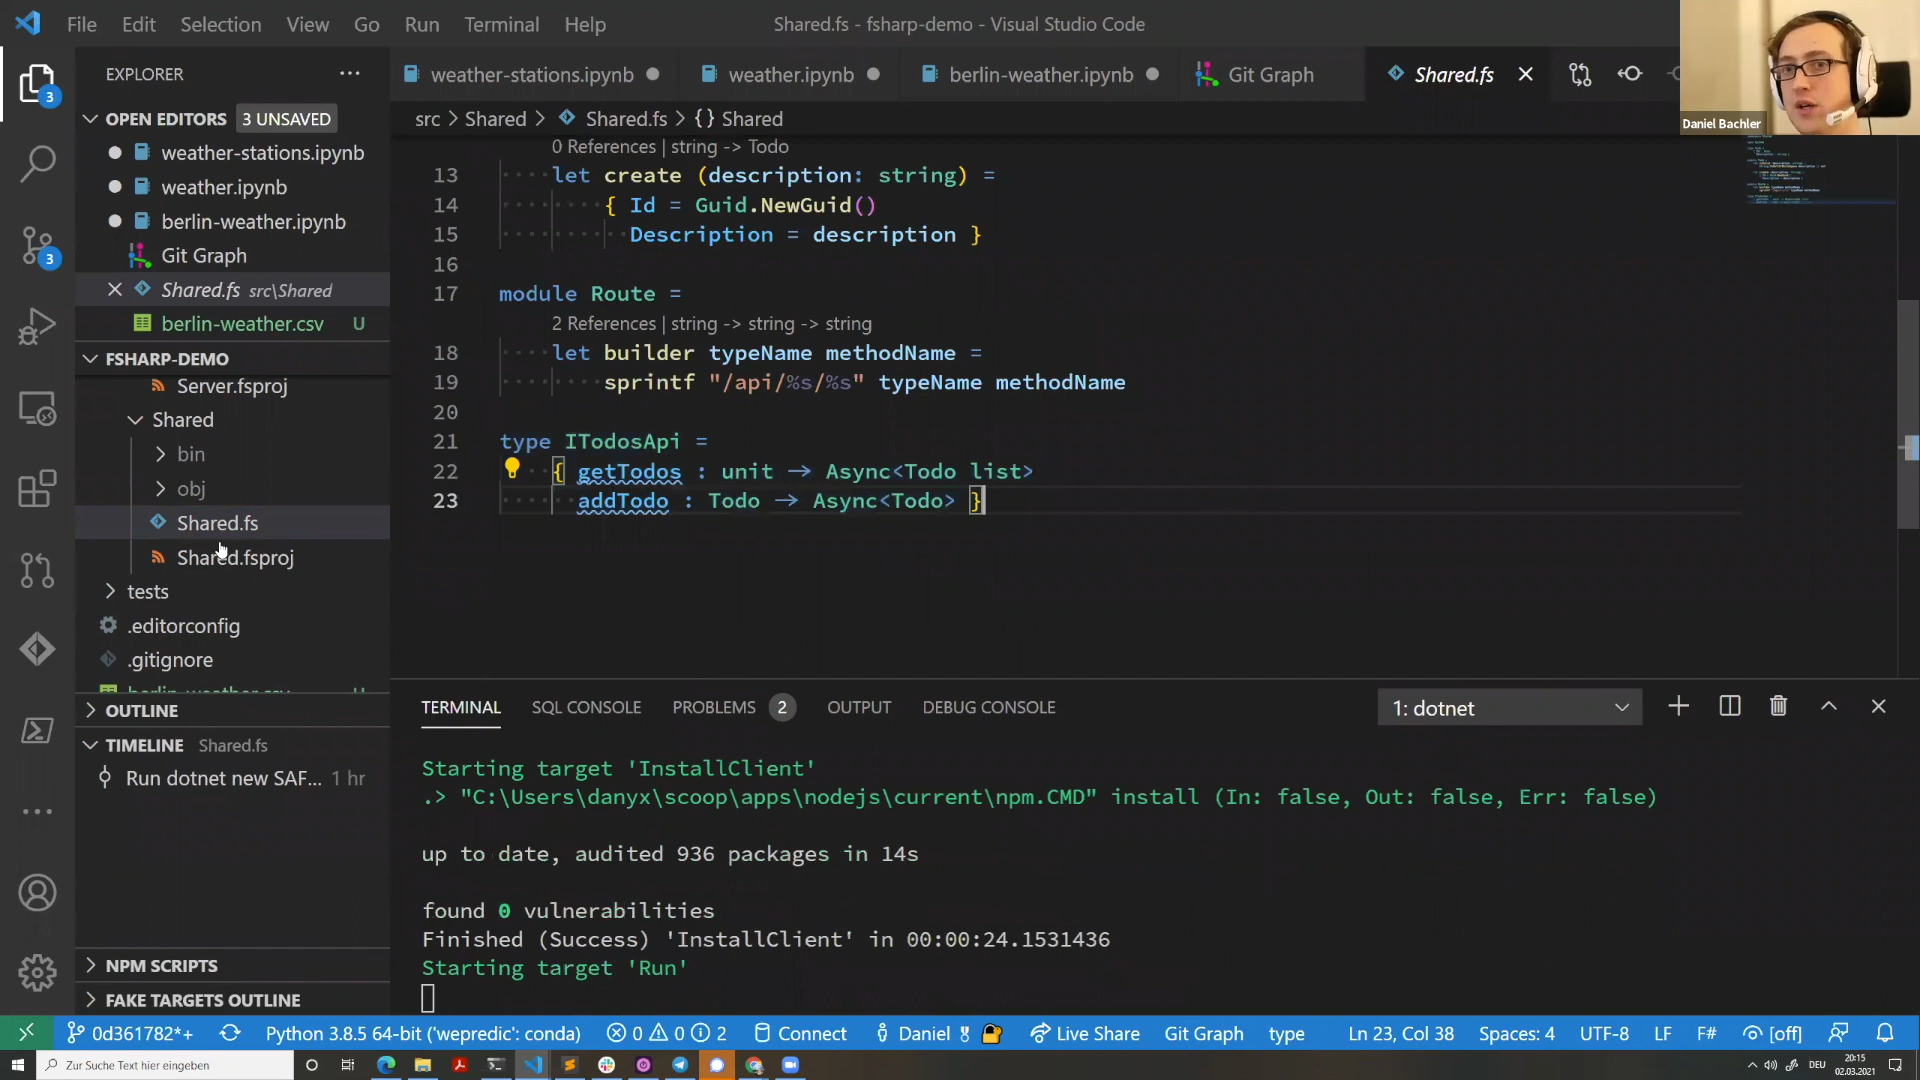 File Edit Selection View Go Run Terminal Help
Shared.fs - fsharp-demo - Visual Studio Code
Daniel Bachler
EXPLORER
OPEN EDITORS 3 UNSAVED
weather-stations.ipynb
weather.ipynb
berlin-weather.ipynb
Git Graph
Shared.fs src\Shared
berlin-weather.csv U
FSHARP-DEMO
Server.fsproj
Shared
bin
obj
Shared.fs
Shared.fsproj
tests
.editorconfig
.gitignore
berlin-weather.csv U
OUTLINE
TIMELINE Shared.fs
Run dotnet new SAF... 1 hr
NPM SCRIPTS
FAKE TARGETS OUTLINE
3
3
weather-stations.ipynb weather.ipynb berlin-weather.ipynb Git Graph Shared.fs
src > Shared > Shared.fs > {} Shared
0 References | string -> Todo
13 let create (description: string) =
14 { Id = Guid.NewGuid()
15 Description = description }
16
17 module Route =
2 References | string -> string -> string
18 let builder typeName methodName =
19 sprintf "/api/%s/%s" typeName methodName
20
21 type ITodosApi =
22 { getTodos : unit -> Async<Todo list>
23 addTodo : Todo -> Async<Todo> }
TERMINAL SQL CONSOLE PROBLEMS 2 OUTPUT DEBUG CONSOLE 1: dotnet
Starting target 'InstallClient'
.> "C:\Users\danyx\scoop\apps\nodejs\current\npm.CMD" install (In: false, Out: false, Err: false)
up to date, audited 936 packages in 14s
found 0 vulnerabilities
Finished (Success) 'InstallClient' in 00:00:24.1531436
Starting target 'Run'
0d361782*+ Python 3.8.5 64-bit ('wepredic': conda) 0 0 2 Connect Daniel Live Share Git Graph type Ln 23, Col 38 Spaces: 4 UTF-8 LF F# [off]
Zur Suche Text hier eingeben
DEU
20:15
02.03.2021